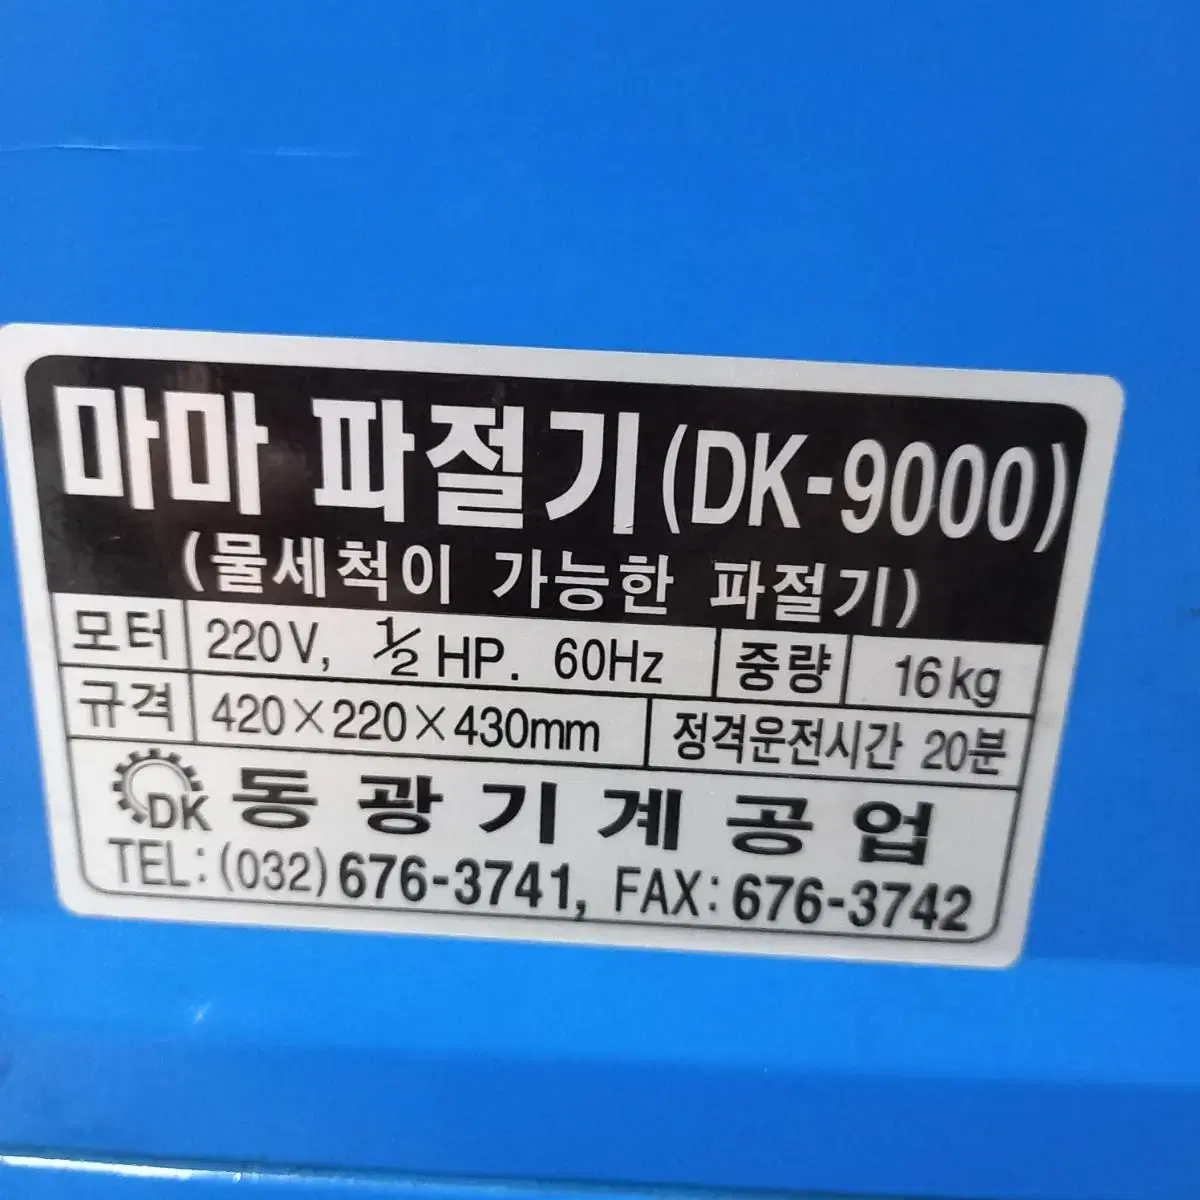 마마 파절기(DK-9000)
(물세척이 가능한 파절기)
모터 220V, 1/2 HP. 60Hz 중량 16kg
규격 420×220×430mm 정격운전시간 20분
DK 동광기계공업
TEL: (032) 676-3741, FAX: 676-3742